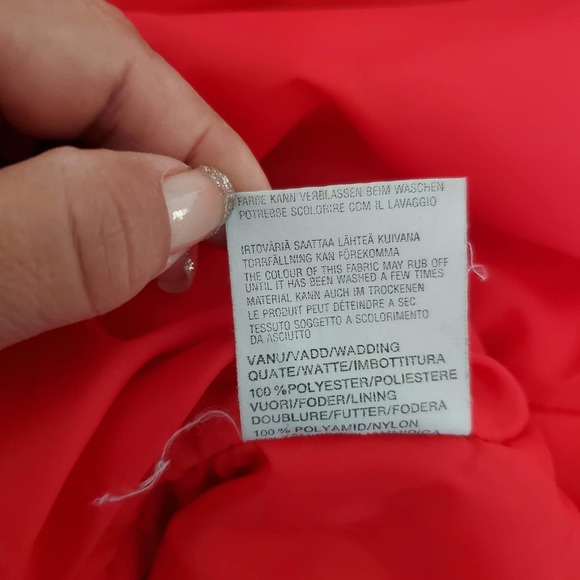 FARBE KANN VERBLASSEN BEIM WASCHEN
POTREBBE SCOLORIRE COM IL LAVAGGIO
IRTOVÄRIÄ SAATTAA LÄHTEÄ KUIVANA
TORRFÄLLNING KAN FÖREKOMMA
THE COLOUR OF THIS FABRIC MAY RUB OFF
UNTIL IT HAS BEEN WASHED A FEW TIMES
MATERIAL KANN AUCH IM TROCKENEN
LE PRODUIT PEUT DÉTEINDRE A SEC
TESSUTO SOGGETTO A SCOLORIMENTO
DA ASCIUTTO
VANU/VADD/WADDING
QUATE/WATTE/IMBOTTITURA
100 % POLYESTER/POLIESTERE
VUORI/FODER/LINING
DOUBLURE/FUTTER/FODERA
100 % POLYAMID/NYLON